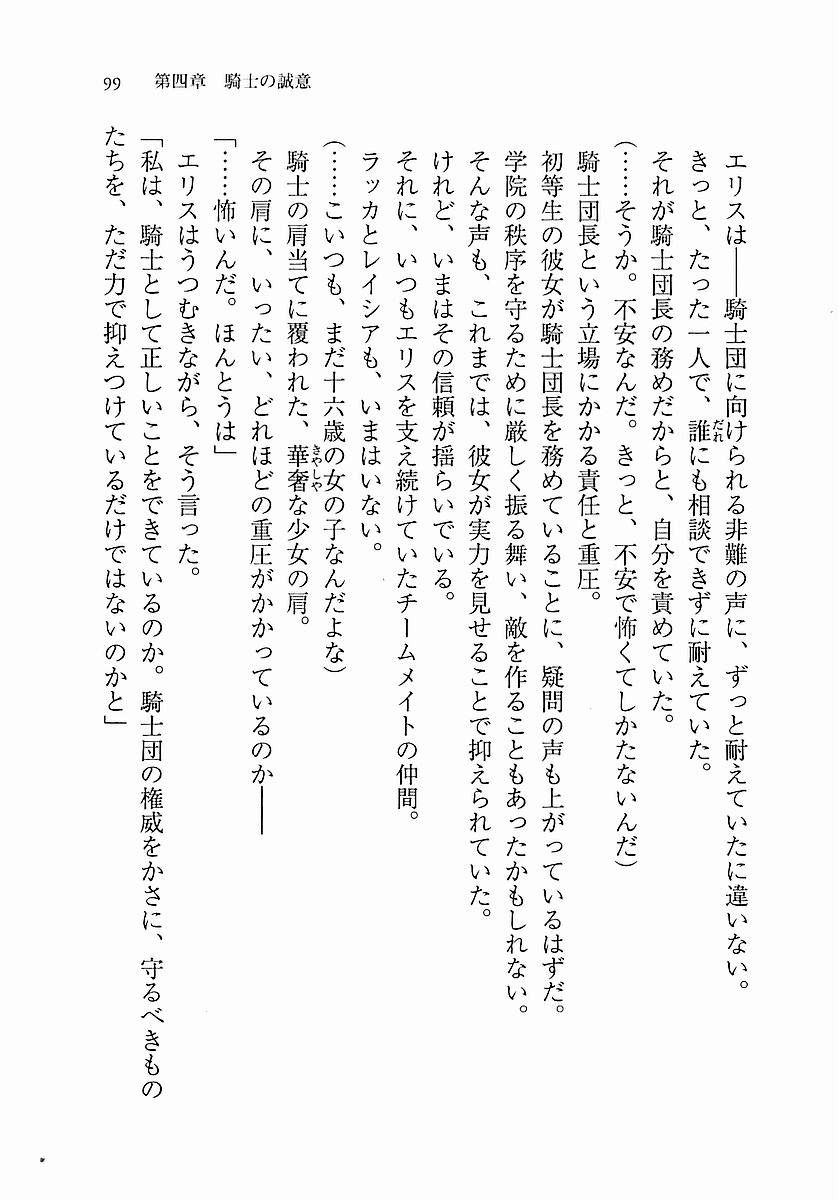 99　第四章　騎士の誠意
エリスは――騎士団に向けられる非難の声に、ずっと耐えていたに違いない。
きっと、たった一人で、誰にも相談できずに耐えていた。
それが騎士団長の務めだからと、自分を責めていた。
（……そうか。不安なんだ。きっと、不安で怖くてしかたないんだ）
騎士団長という立場にかかる責任と重圧。
初等生の彼女が騎士団長を務めていることに、疑問の声も上がっているはずだ。
学院の秩序を守るために厳しく振る舞い、敵を作ることもあったかもしれない。
そんな声も、これまでは、彼女が実力を見せることで抑えられていた。
けれど、いまはその信頼が揺らいでいる。
それに、いつもエリスを支え続けていたチームメイトの仲間。
ラッカとレイシアも、いまはいない。
（……こいつも、まだ十六歳の女の子なんだよな）
騎士の肩当てに覆われた、華奢な少女の肩。
その肩に、いったい、どれほどの重圧がかかっているのか――
「……怖いんだ。ほんとうは」
エリスはうつむきながら、そう言った。
「私は、騎士として正しいことをできているのか。騎士団の権威をかさに、守るべきもの
たちを、ただ力で抑えつけているだけではないのかと」
だれ
きやしや